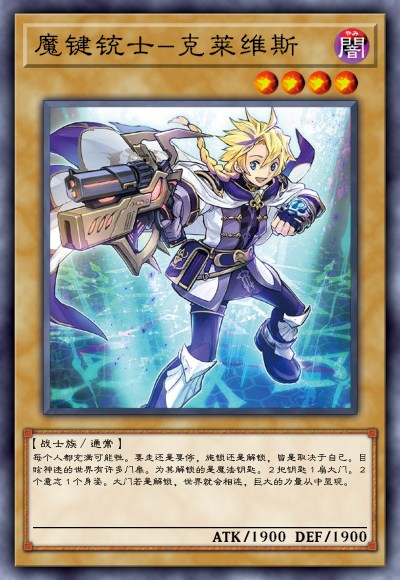 魔键铳士-克莱维斯
やみ
闇
【战士族／通常】
每个人都充满可能性。要走还是要停，施锁还是解锁，皆是取决于自己。目
眩神迷的世界有许多门扉。为其解锁的是魔法钥匙。2把钥匙1扇大门。2
个意志1个身姿。大门若是解锁，世界就会相连，巨大的力量从中显现。
ATK/1900 DEF/1900